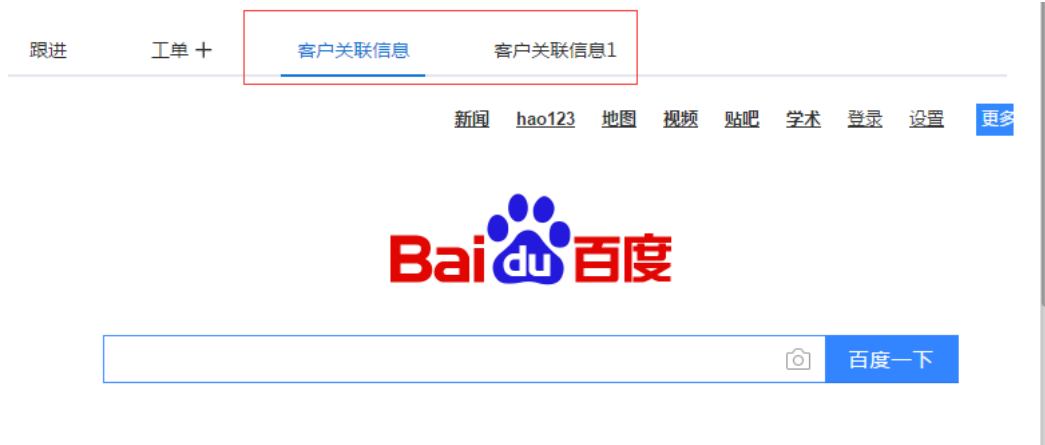 跟进 工单 + 客户关联信息 客户关联信息1
新闻 hao123 地图 视频 贴吧 学术 登录 设置 更多
Bai du 百度
百度一下